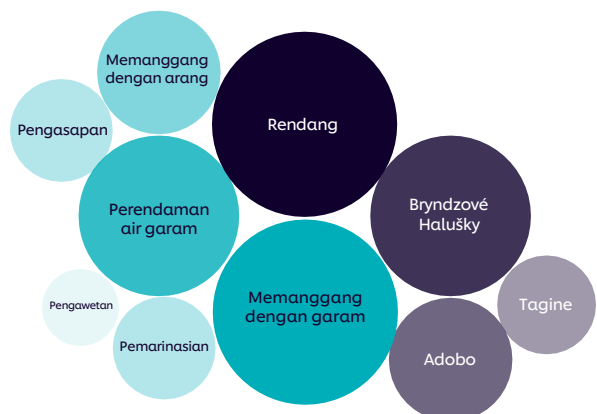 Memanggang
dengan arang
Rendang
Pengasapan
Perendaman
air garam
Bryndzové
Halušky
Pengawetan
Memanggang
dengan garam
Tagine
Pemarinasian
Adobo